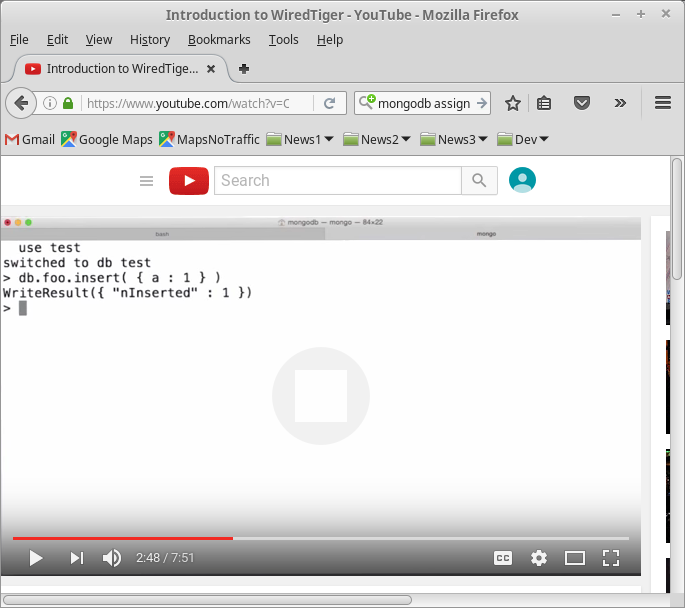 Introduction to WiredTiger - YouTube - Mozilla Firefox
File Edit View History Bookmarks Tools Help
Introduction to WiredTige...
https://www.youtube.com/watch?v=C
mongodb assign
Gmail Google Maps MapsNoTraffic News1 News2 News3 Dev
Search
mongodb — mongo — 84×22
bash mongo
use test
switched to db test
> db.foo.insert( { a : 1 } )
WriteResult({ "nInserted" : 1 })
>
2:48 / 7:51
CC